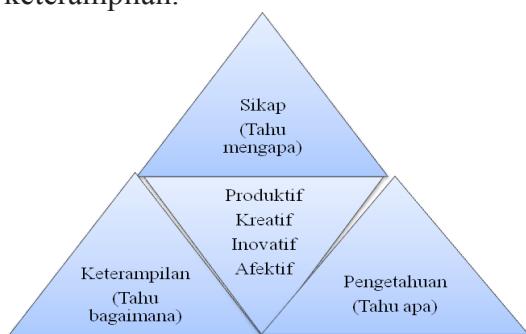 keterampilan.
Sikap
(Tahu
mengapa)
Produktif
Kreatif
Inovatif
Afektif
Keterampilan
(Tahu
bagaimana)
Pengetahuan
(Tahu apa)